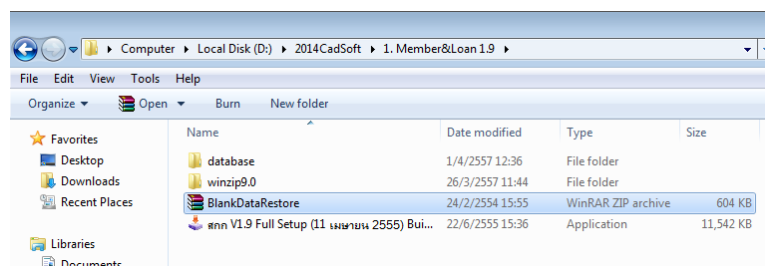 Computer ▸ Local Disk (D:) ▸ 2014CadSoft ▸ 1. Member&Loan 1.9 ▸
File Edit View Tools Help
Organize Open Burn New folder
Favorites Name Date modified Type Size
Desktop database 1/4/2557 12:36 File folder
Downloads winzip9.0 26/3/2557 11:44 File folder
Recent Places BlankDataRestore 24/2/2554 15:55 WinRAR ZIP archive 604 KB
สกก V1.9 Full Setup (11 เมษายน 2555) Bui... 22/6/2555 15:36 Application 11,542 KB
Libraries
Documents